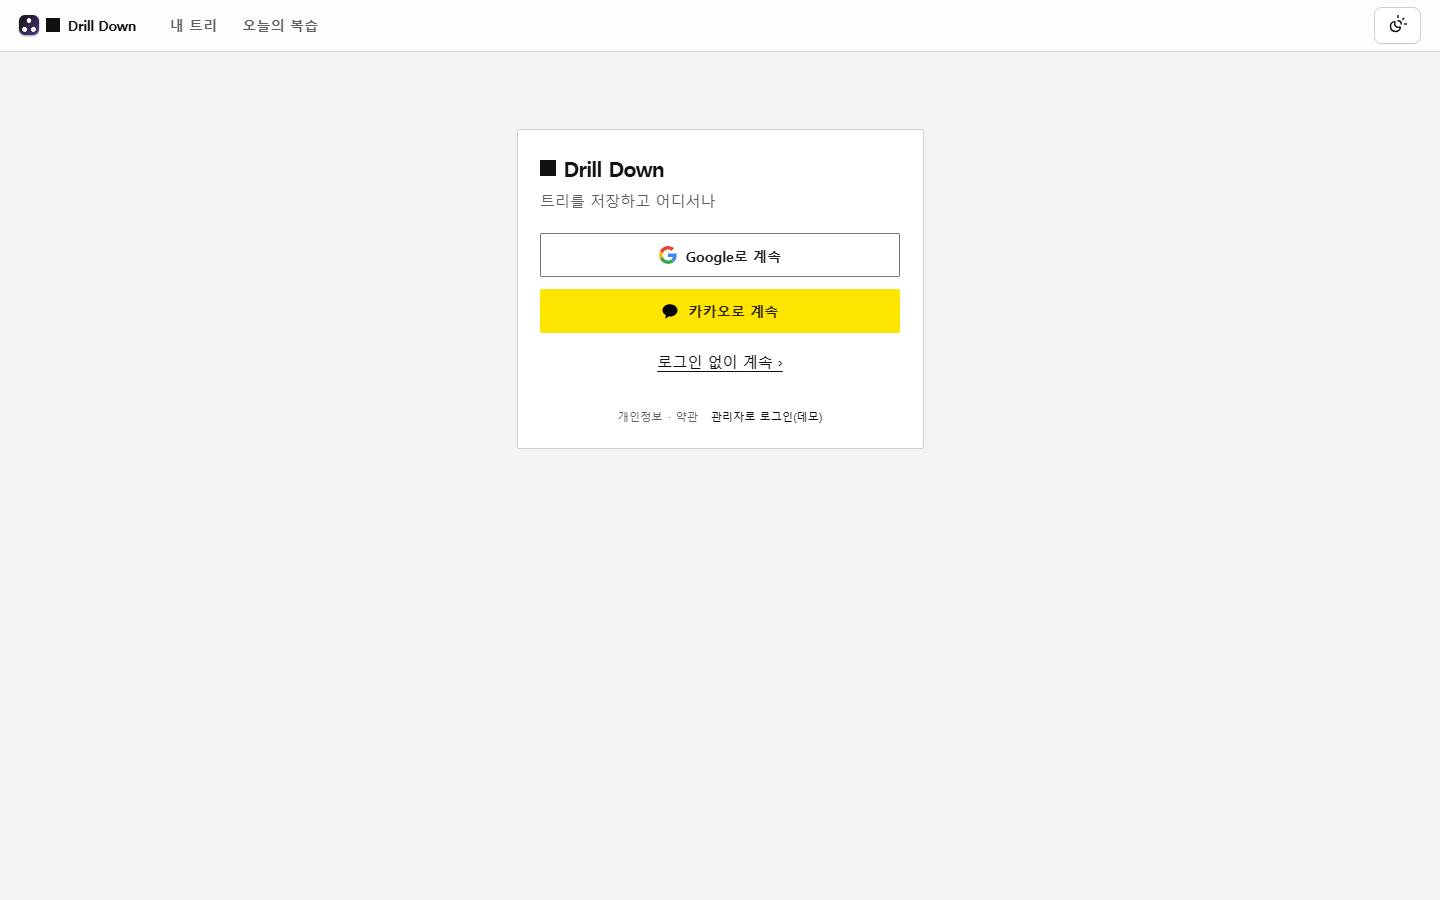 Drill Down 내 트리 오늘의 복습
Drill Down
트리를 저장하고 어디서나
Google로 계속
카카오로 계속
로그인 없이 계속 ›
개인정보 · 약관 관리자로 로그인(데모)